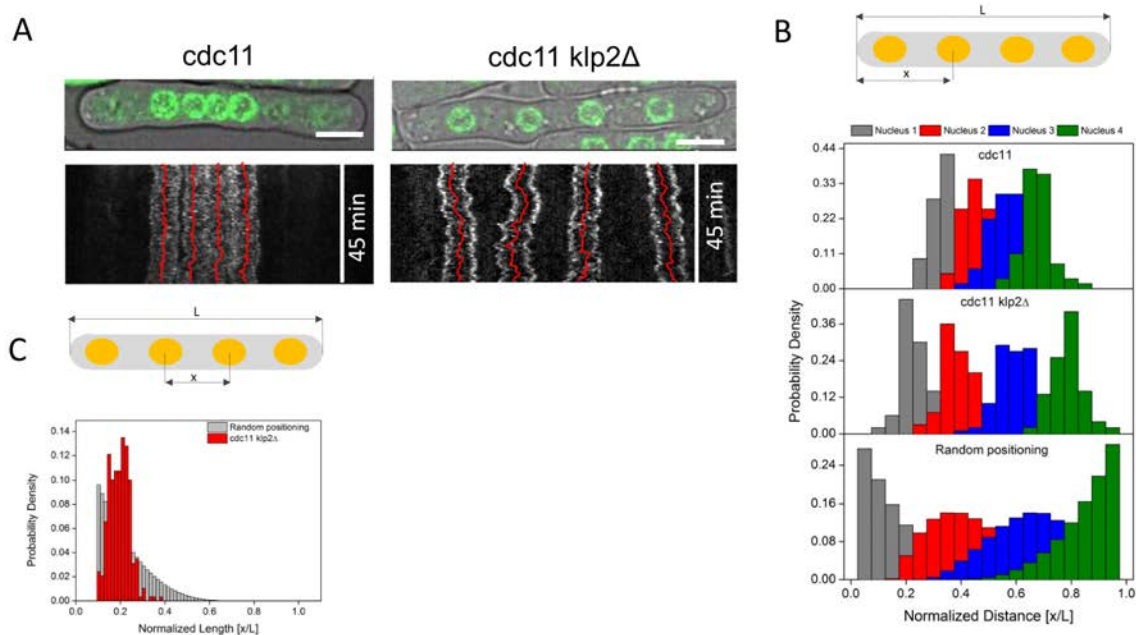 A
cdc11
cdc11 klp2Δ
45 min
45 min
B
L
x
Nucleus 1 Nucleus 2 Nucleus 3 Nucleus 4
cdc11
0.44
0.33
0.22
0.11
0.00
cdc11 klp2Δ
0.36
0.24
0.12
0.00
Random positioning
0.24
0.16
0.08
0.00
Probability Density
0.0 0.2 0.4 0.6 0.8 1.0
Normalized Distance [x/L]
C
L
x
Random positioning
cdc11 klp2Δ
0.14
0.12
0.10
0.08
0.06
0.04
0.02
0.00
Probability Density
0.0 0.2 0.4 0.6 0.8 1.0
Normalized Length [x/L]